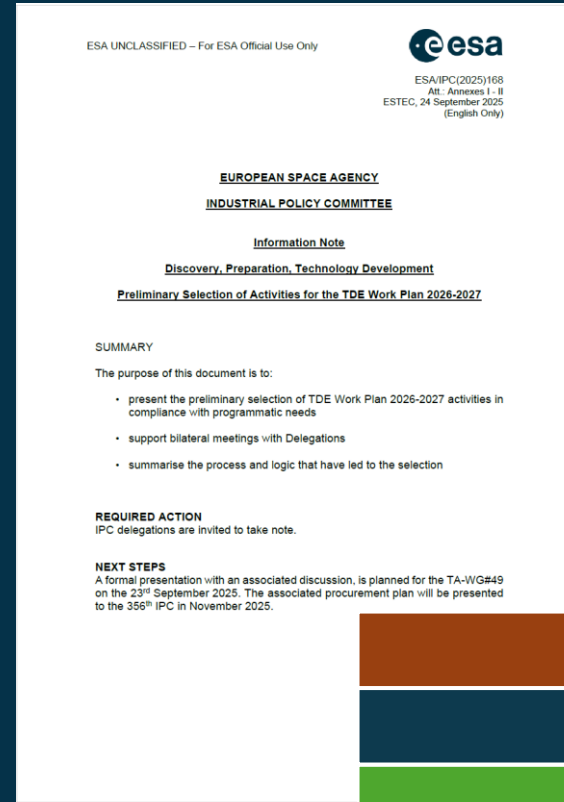 ESA UNCLASSIFIED – For ESA Official Use Only
esa
ESA/IPC(2025)168
Att.: Annexes I - II
ESTEC, 24 September 2025
(English Only)
EUROPEAN SPACE AGENCY
INDUSTRIAL POLICY COMMITTEE
Information Note
Discovery, Preparation, Technology Development
Preliminary Selection of Activities for the TDE Work Plan 2026-2027
SUMMARY
The purpose of this document is to:
• present the preliminary selection of TDE Work Plan 2026-2027 activities in
compliance with programmatic needs
• support bilateral meetings with Delegations
• summarise the process and logic that have led to the selection
REQUIRED ACTION
IPC delegations are invited to take note.
NEXT STEPS
A formal presentation with an associated discussion, is planned for the TA-WG#49
on the 23rd September 2025. The associated procurement plan will be presented
to the 356th IPC in November 2025.